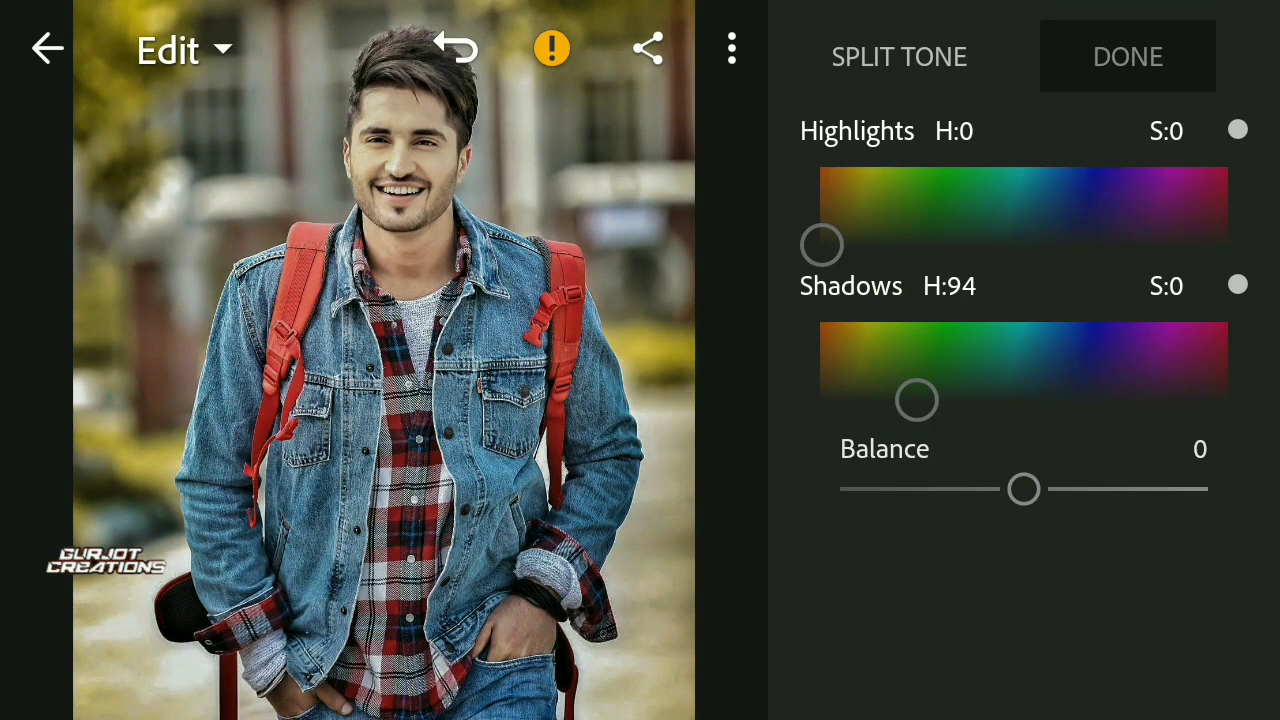 Edit
SPLIT TONE
DONE
Highlights H:0 S:0
Shadows H:94 S:0
Balance 0
GURJOT
CREATIONS